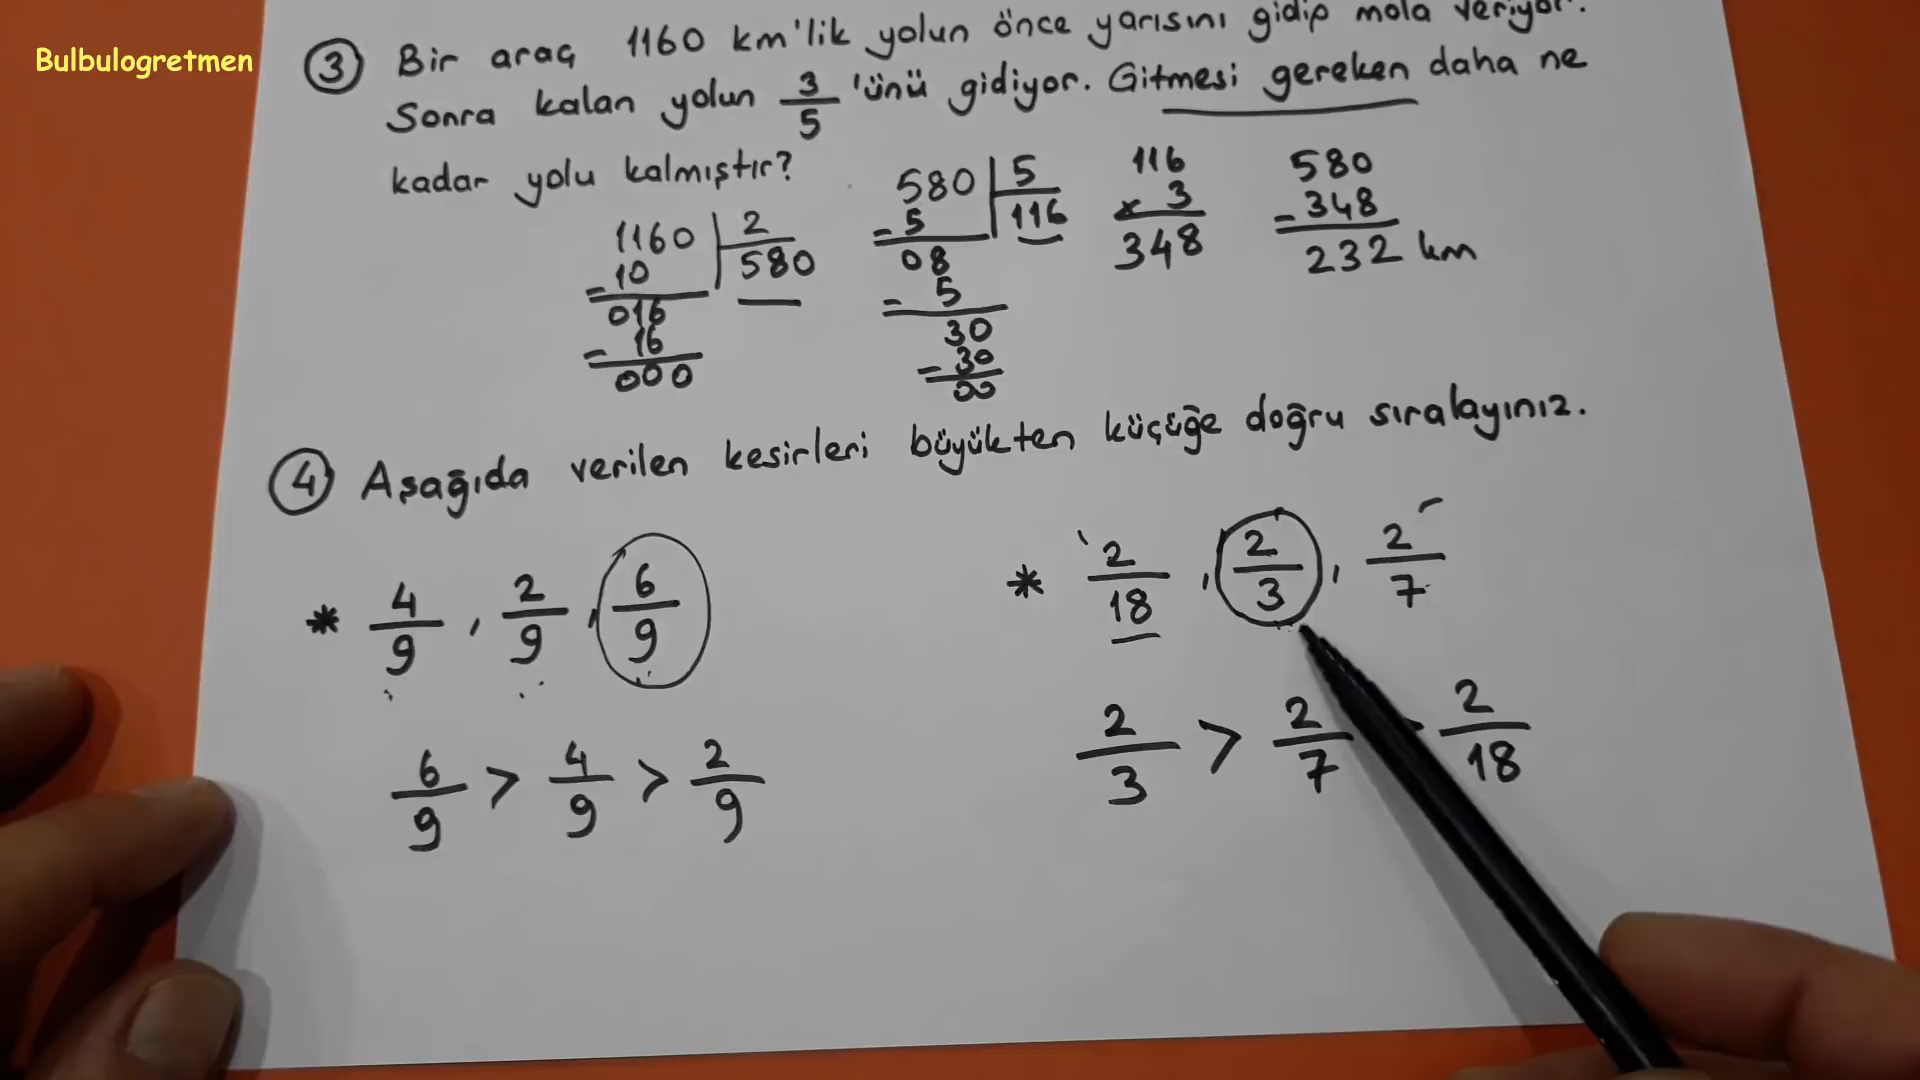 Bulbulogretmen
3 Bir araç 1160 km'lik yolun önce yarısını gidip mola veriyor.
Sonra kalan yolun 3/5 'ünü gidiyor. Gitmesi gereken daha ne
kadar yolu kalmıştır?
1160 | 2
- 10 580
016
- 16
000
580 | 5
- 5 116
08
- 5
30
- 30
00
116
x 3
348
580
- 348
232 km
4 Aşağıda verilen kesirleri büyükten küçüğe doğru sıralayınız.
* 4/9 , 2/9 , 6/9
6/9 > 4/9 > 2/9
* 2/18 , 2/3 , 2/7
2/3 > 2/7 2/18